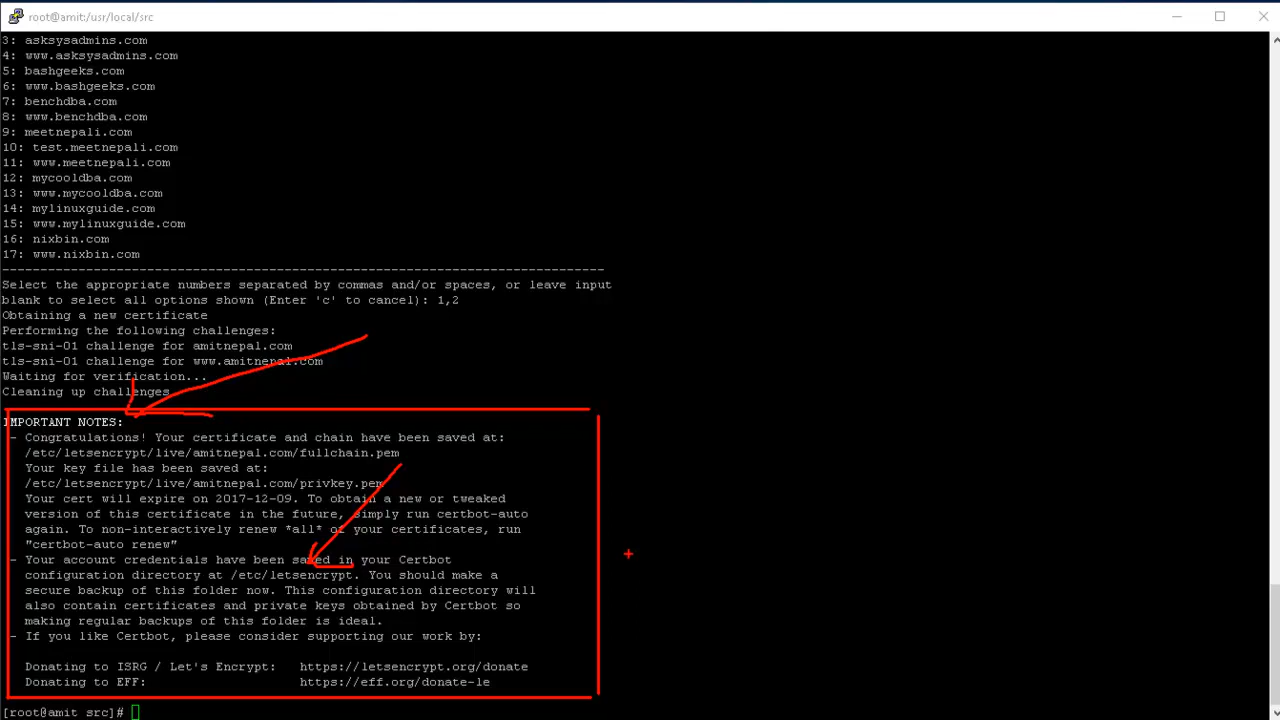 root@amit:/usr/local/src
3: asksysadmins.com
4: www.asksysadmins.com
5: bashgeeks.com
6: www.bashgeeks.com
7: benchdba.com
8: www.benchdba.com
9: meetnepali.com
10: test.meetnepali.com
11: www.meetnepali.com
12: mycooldba.com
13: www.mycooldba.com
14: mylinuxguide.com
15: www.mylinuxguide.com
16: nixbin.com
17: www.nixbin.com
-------------------------------------------------------------------------------
Select the appropriate numbers separated by commas and/or spaces, or leave input
blank to select all options shown (Enter 'c' to cancel): 1,2
Obtaining a new certificate
Performing the following challenges:
tls-sni-01 challenge for amitnepal.com
tls-sni-01 challenge for www.amitnepal.com
Waiting for verification...
Cleaning up challenges
IMPORTANT NOTES:
- Congratulations! Your certificate and chain have been saved at:
/etc/letsencrypt/live/amitnepal.com/fullchain.pem
Your key file has been saved at:
/etc/letsencrypt/live/amitnepal.com/privkey.pem
Your cert will expire on 2017-12-09. To obtain a new or tweaked
version of this certificate in the future, simply run certbot-auto
again. To non-interactively renew *all* of your certificates, run
"certbot-auto renew"
- Your account credentials have been saved in your Certbot
configuration directory at /etc/letsencrypt. You should make a
secure backup of this folder now. This configuration directory will
also contain certificates and private keys obtained by Certbot so
making regular backups of this folder is ideal.
- If you like Certbot, please consider supporting our work by:
Donating to ISRG / Let's Encrypt: https://letsencrypt.org/donate
Donating to EFF: https://eff.org/donate-le
[root@amit src]#